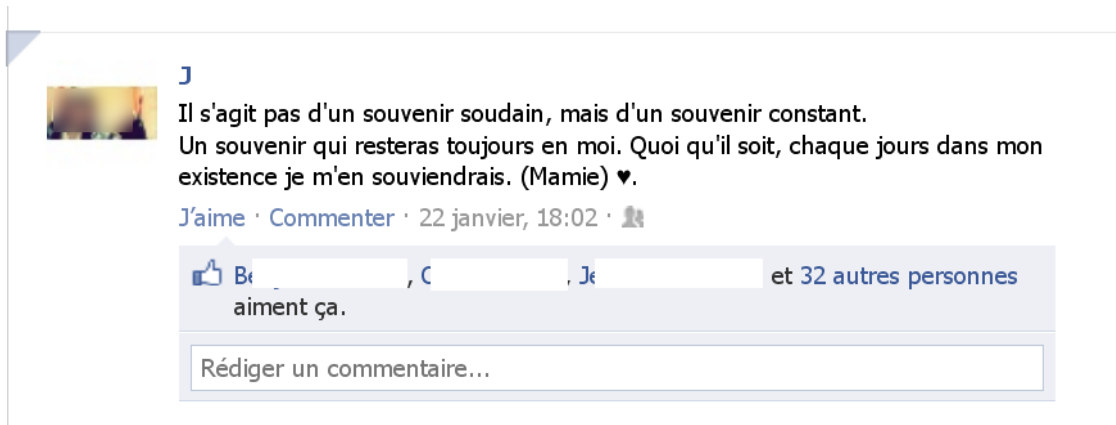 J
Il s'agit pas d'un souvenir soudain, mais d'un souvenir constant.
Un souvenir qui resteras toujours en moi. Quoi qu'il soit, chaque jours dans mon
existence je m'en souviendrais. (Mamie) ♥.
J'aime · Commenter · 22 janvier, 18:02 ·
, , et 32 autres personnes
aiment ça.
Rédiger un commentaire...